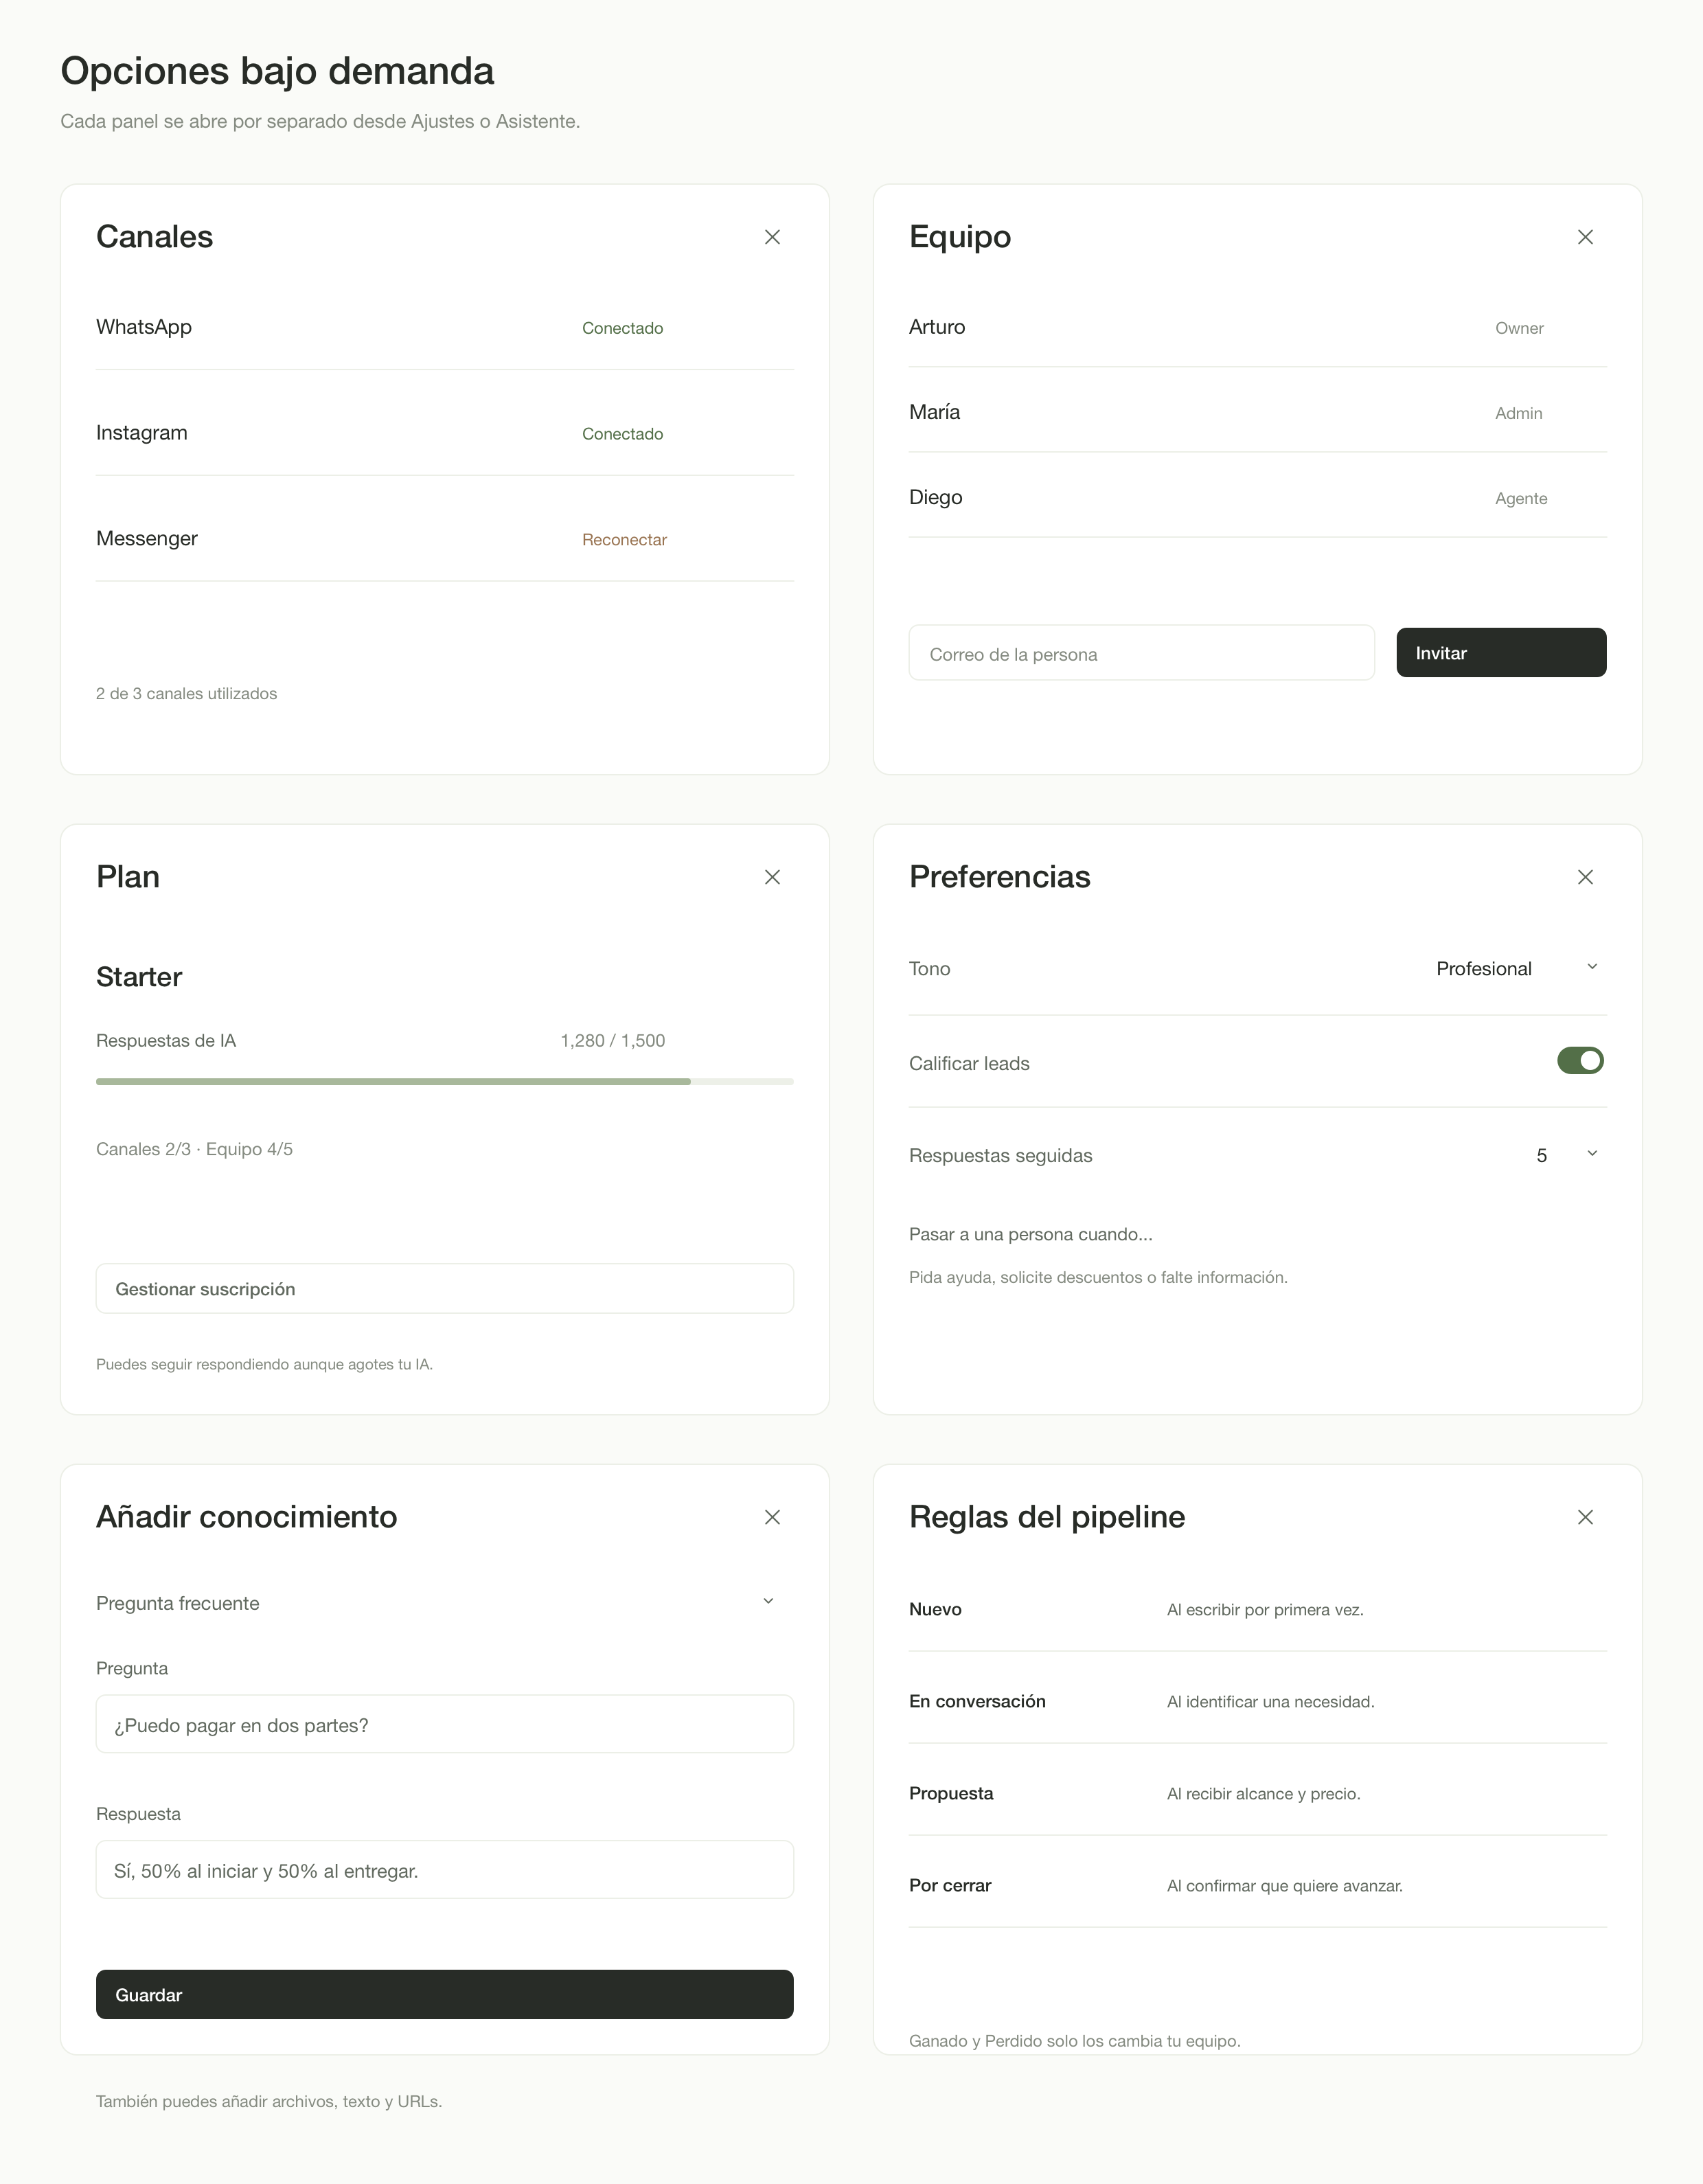 Opciones bajo demanda
Cada panel se abre por separado desde Ajustes o Asistente.
Canales
WhatsApp Conectado
Instagram Conectado
Messenger Reconectar
2 de 3 canales utilizados
Equipo
Arturo Owner
María Admin
Diego Agente
Correo de la persona Invitar
Plan
Starter
Respuestas de IA 1,280 / 1,500
Canales 2/3 · Equipo 4/5
Gestionar suscripción
Puedes seguir respondiendo aunque agotes tu IA.
Preferencias
Tono Profesional
Calificar leads
Respuestas seguidas 5
Pasar a una persona cuando...
Pida ayuda, solicite descuentos o falte información.
Añadir conocimiento
Pregunta frecuente
Pregunta
¿Puedo pagar en dos partes?
Respuesta
Sí, 50% al iniciar y 50% al entregar.
Guardar
También puedes añadir archivos, texto y URLs.
Reglas del pipeline
Nuevo Al escribir por primera vez.
En conversación Al identificar una necesidad.
Propuesta Al recibir alcance y precio.
Por cerrar Al confirmar que quiere avanzar.
Ganado y Perdido solo los cambia tu equipo.